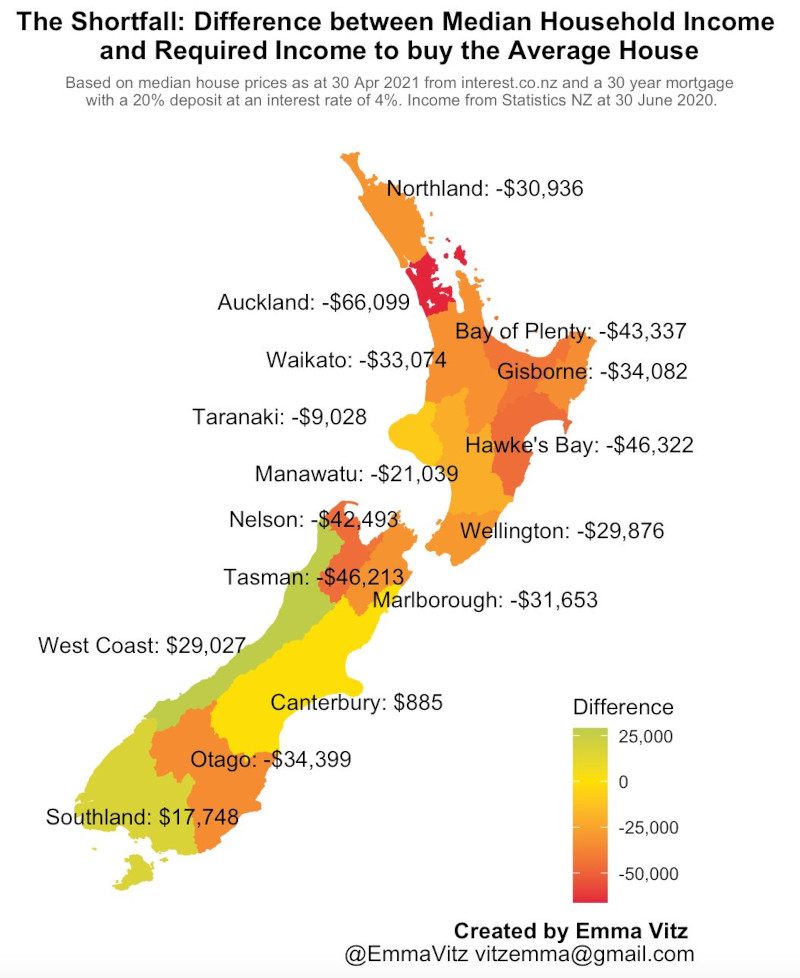 The Shortfall: Difference between Median Household Income
and Required Income to buy the Average House
Based on median house prices as at 30 Apr 2021 from interest.co.nz and a 30 year mortgage
with a 20% deposit at an interest rate of 4%. Income from Statistics NZ at 30 June 2020.
Northland: -$30,936
Auckland: -$66,099
Bay of Plenty: -$43,337
Waikato: -$33,074
Gisborne: -$34,082
Taranaki: -$9,028
Hawke's Bay: -$46,322
Manawatu: -$21,039
Nelson: -$42,493
Wellington: -$29,876
Tasman: -$46,213
Marlborough: -$31,653
West Coast: $29,027
Canterbury: $885
Otago: -$34,399
Southland: $17,748
Difference
25,000
0
-25,000
-50,000
Created by Emma Vitz
@EmmaVitz vitzemma@gmail.com